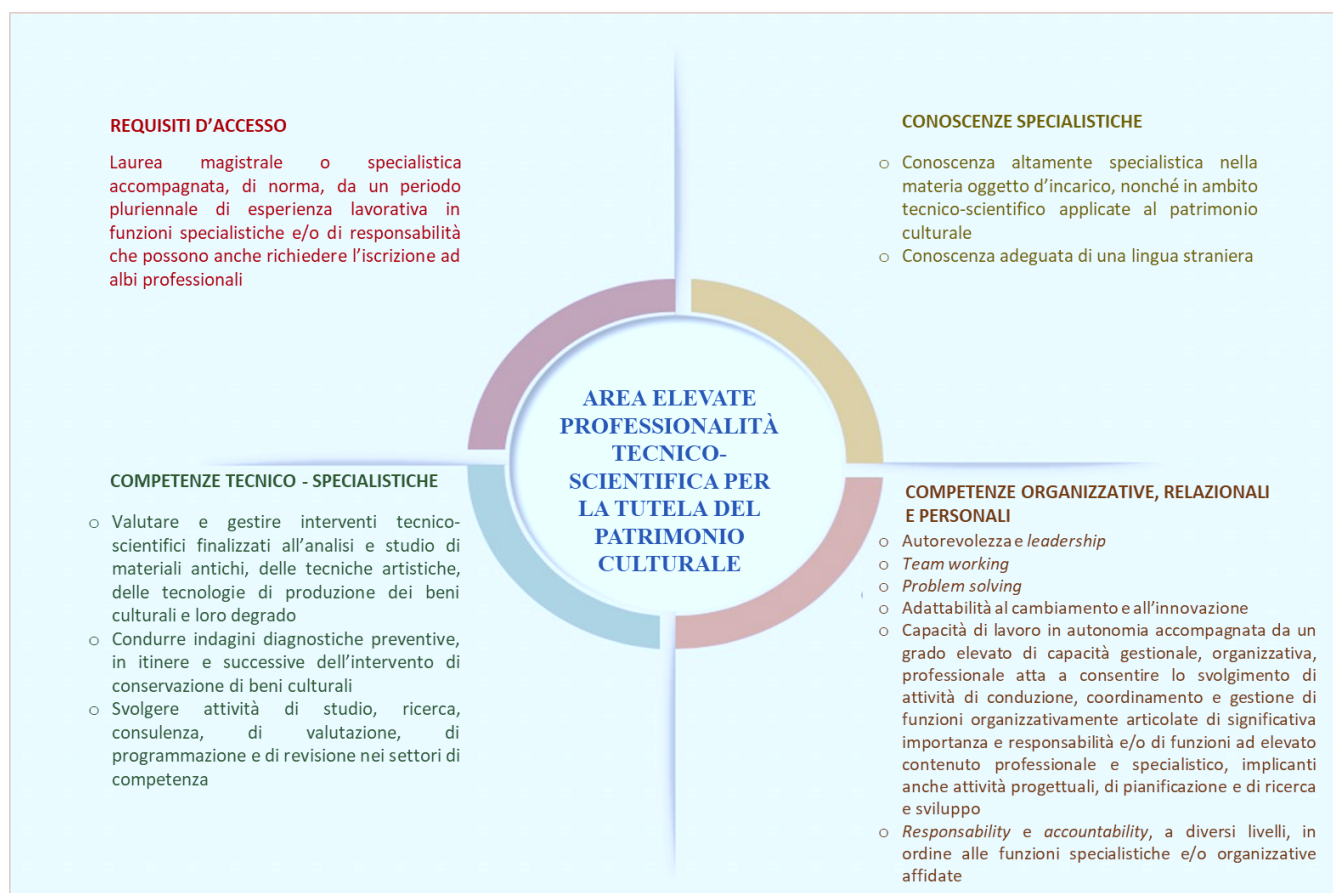 REQUISITI D’ACCESSO
Laurea magistrale o specialistica
accompagnata, di norma, da un periodo
pluriennale di esperienza lavorativa in
funzioni specialistiche e/o di responsabilità
che possono anche richiedere l’iscrizione ad
albi professionali
CONOSCENZE SPECIALISTICHE
o Conoscenza altamente specialistica nella
materia oggetto d’incarico, nonché in ambito
tecnico-scientifico applicate al patrimonio
culturale
o Conoscenza adeguata di una lingua straniera
AREA ELEVATE
PROFESSIONALITÀ
TECNICO-
SCIENTIFICA PER
LA TUTELA DEL
PATRIMONIO
CULTURALE
COMPETENZE TECNICO - SPECIALISTICHE
o Valutare e gestire interventi tecnico-
scientifici finalizzati all’analisi e studio di
materiali antichi, delle tecniche artistiche,
delle tecnologie di produzione dei beni
culturali e loro degrado
o Condurre indagini diagnostiche preventive,
in itinere e successive dell’intervento di
conservazione di beni culturali
o Svolgere attività di studio, ricerca,
consulenza, di valutazione, di
programmazione e di revisione nei settori di
competenza
COMPETENZE ORGANIZZATIVE, RELAZIONALI
E PERSONALI
o Autorevolezza e leadership
o Team working
o Problem solving
o Adattabilità al cambiamento e all’innovazione
o Capacità di lavoro in autonomia accompagnata da un
grado elevato di capacità gestionale, organizzativa,
professionale atta a consentire lo svolgimento di
attività di conduzione, coordinamento e gestione di
funzioni organizzativamente articolate di significativa
importanza e responsabilità e/o di funzioni ad elevato
contenuto professionale e specialistico, implicanti
anche attività progettuali, di pianificazione e di ricerca
e sviluppo
o Responsability e accountability, a diversi livelli, in
ordine alle funzioni specialistiche e/o organizzative
affidate